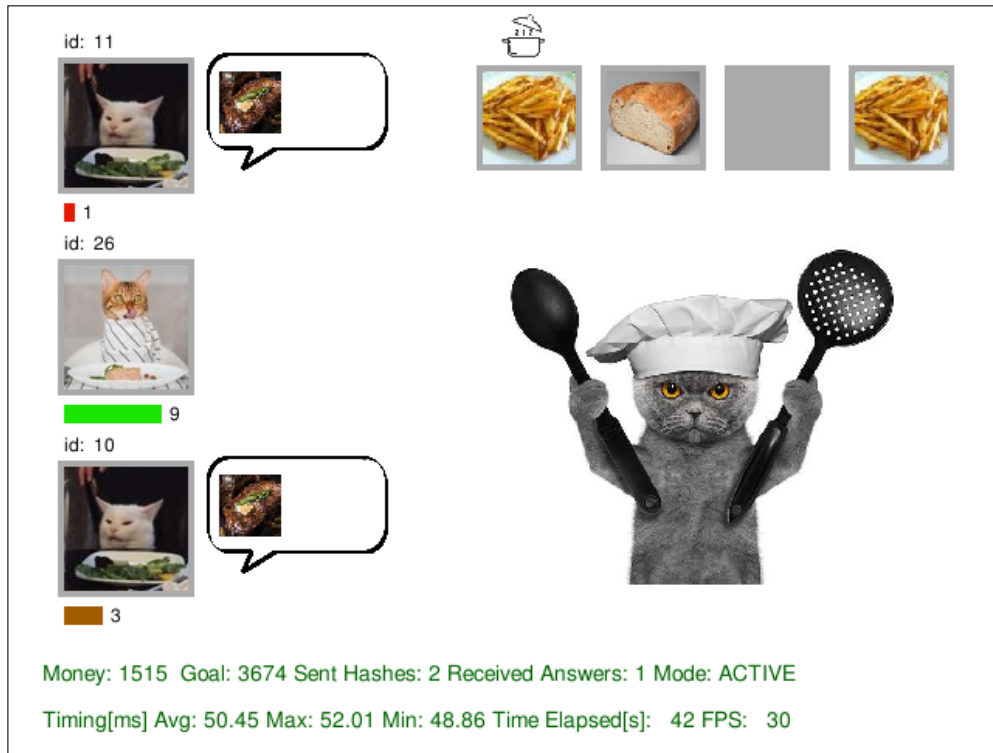 id: 11
1
id: 26
9
id: 10
3
Money: 1515 Goal: 3674 Sent Hashes: 2 Received Answers: 1 Mode: ACTIVE
Timing[ms] Avg: 50.45 Max: 52.01 Min: 48.86 Time Elapsed[s]: 42 FPS: 30